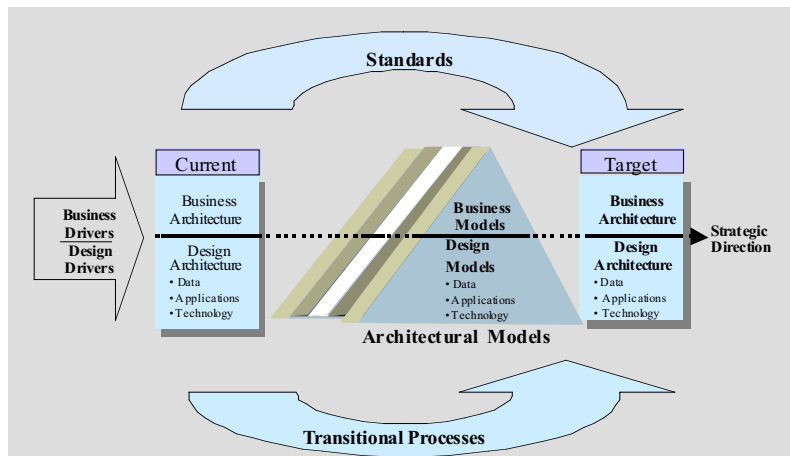 Standards
Current
Business
Architecture
Design
Architecture
• Data
• Applications
• Technology
Business
Drivers
Design
Drivers
Business
Models
Design
Models
• Data
• Applications
• Technology
Architectural Models
Target
Business
Architecture
Design
Architecture
• Data
• Applications
• Technology
Strategic
Direction
Transitional Processes